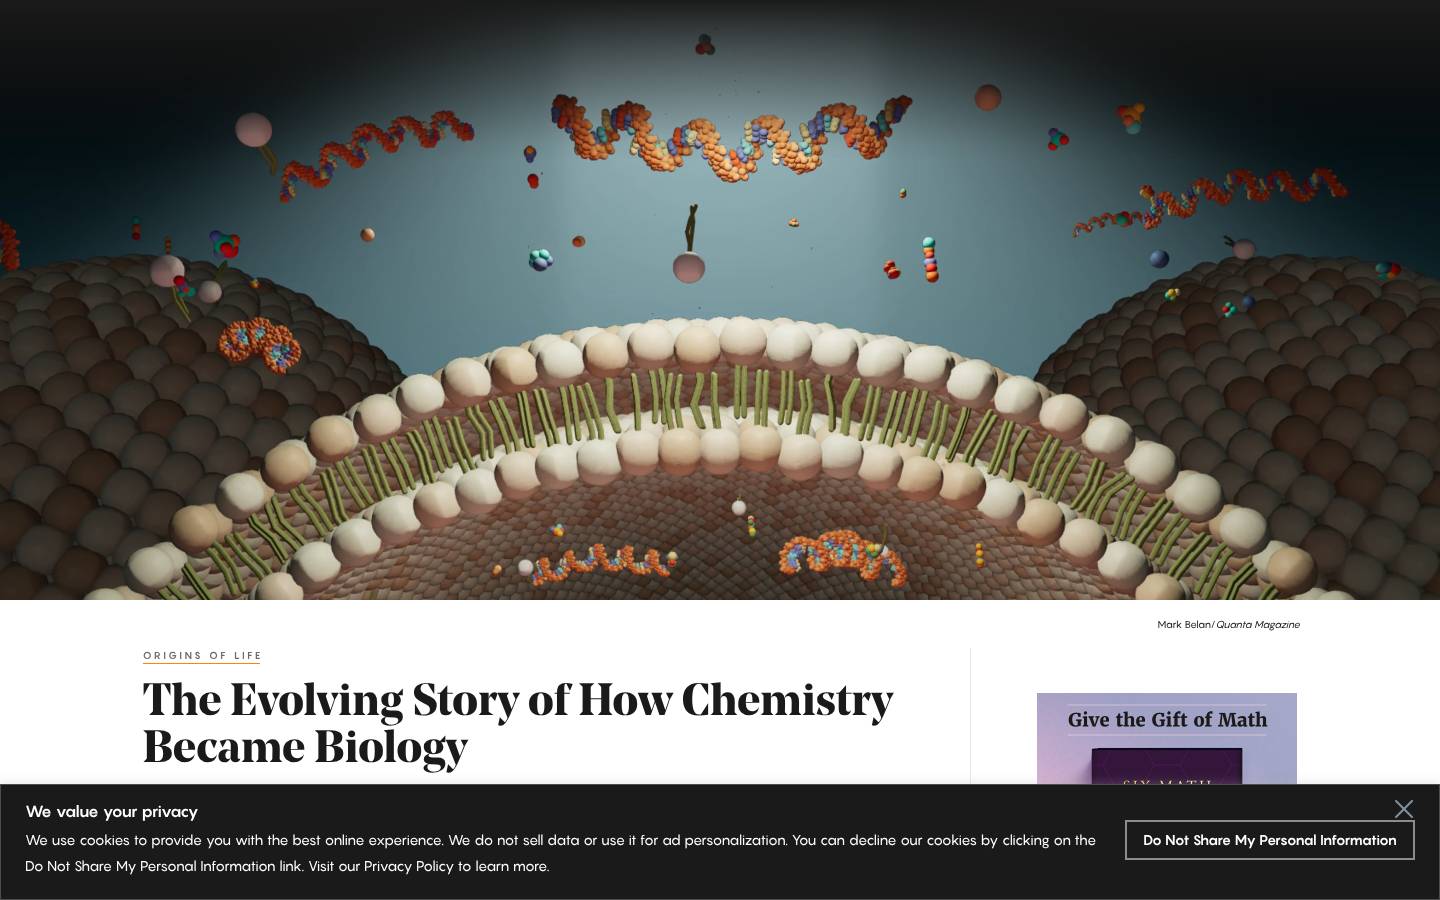 Mark Belan/Quanta Magazine
ORIGINS OF LIFE
The Evolving Story of How Chemistry
Became Biology
Give the Gift of Math
We value your privacy
We use cookies to provide you with the best online experience. We do not sell data or use it for ad personalization. You can decline our cookies by clicking on the
Do Not Share My Personal Information link. Visit our Privacy Policy to learn more.
Do Not Share My Personal Information